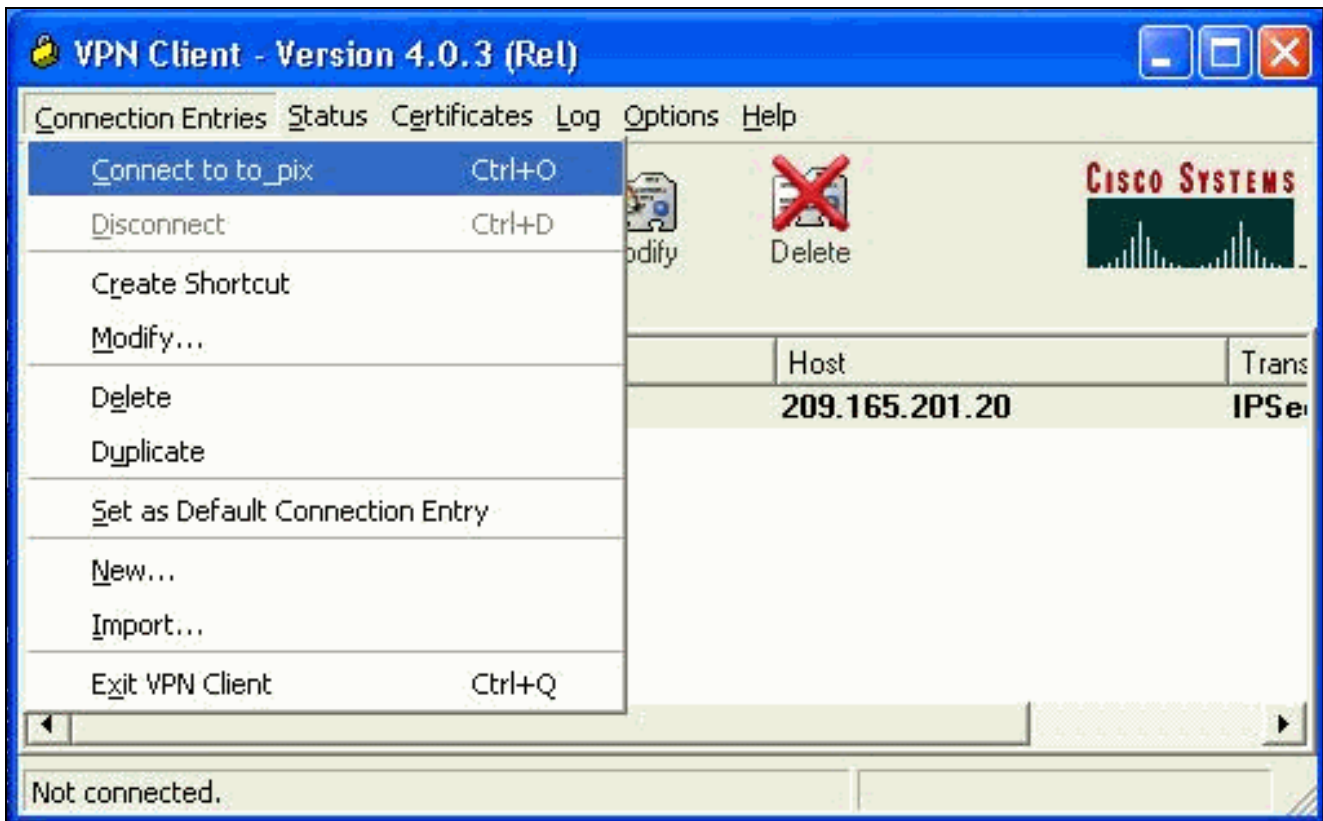 VPN Client - Version 4.0.3 (Rel)
Connection Entries Status Certificates Log Options Help
Connect to to_pix Ctrl+O
Disconnect Ctrl+D
Create Shortcut
Modify...
Delete
Duplicate
Set as Default Connection Entry
New...
Import...
Exit VPN Client Ctrl+Q
odify Delete
CISCO SYSTEMS
Host Trans
209.165.201.20 IPSe
Not connected.